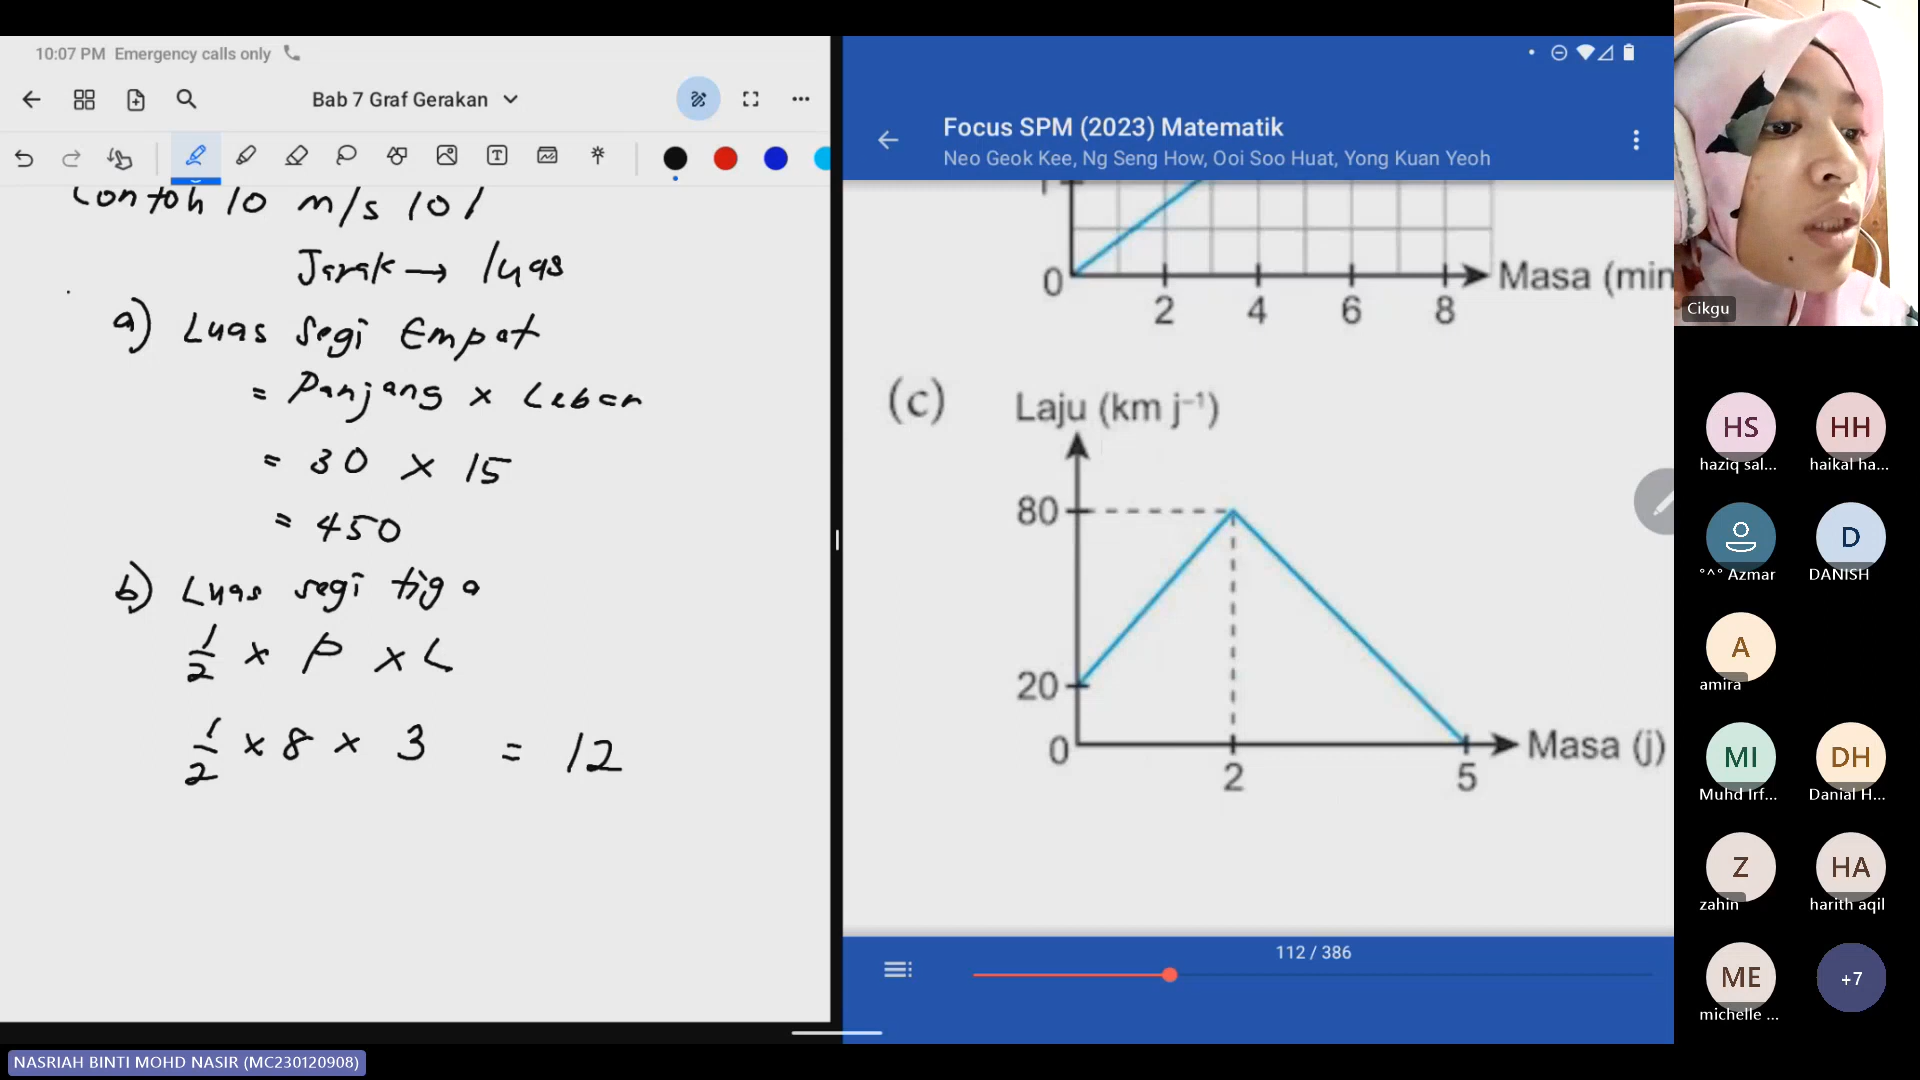 10:07 PM Emergency calls only
Bab 7 Graf Gerakan
Contoh 10 m/s 101
Jarak → luas
a) Luas Segi Empat
= Panjang x Lebar
= 30 x 15
= 450
b) Luas segi tiga
1/2 x P x L
1/2 x 8 x 3 = 12
Focus SPM (2023) Matematik
Neo Geok Kee, Ng Seng How, Ooi Soo Huat, Yong Kuan Yeoh
1
0
2 4 6 8
Masa (min
(c)
Laju (km j⁻¹)
80
20
0
2 5
Masa (j)
112 / 386
Cikgu
HS HH
haziq sal... haikal ha...
D
°^° Azmar DANISH
A
amira
MI DH
Muhd Irf... Danial H...
Z HA
zahin harith aqil
ME +7
michelle ...
NASRIAH BINTI MOHD NASIR (MC230120908)